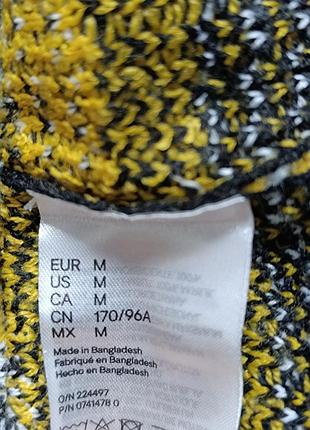 EUR M
US M
CA M
CN 170/96A
MX M
Made in Bangladesh
Fabriqué en Bangladesh
Hecho en Bangladesh
O/N 224497
P/N 0741478 0